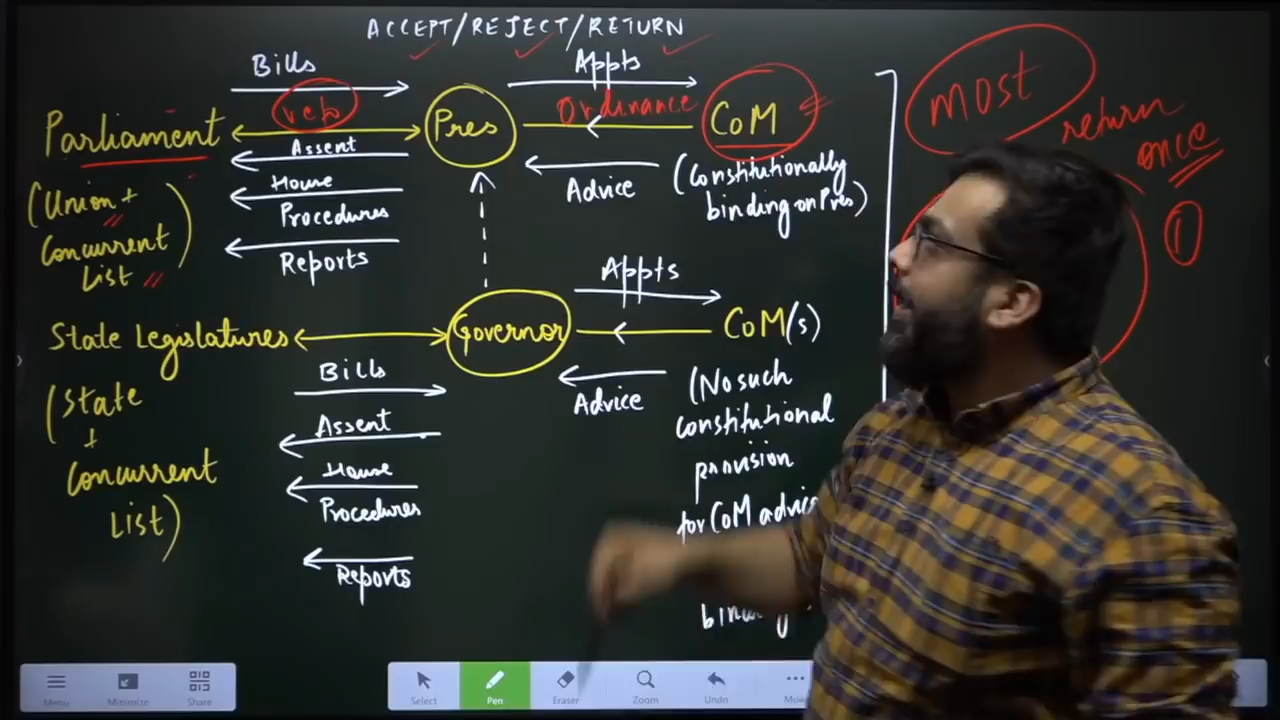 ACCEPT/REJECT/RETURN
Bills
Appts
MOST
veto
Ordinance
Parliament
Pres
CoM
return
once
Assent
Advice
(Constitutionally
binding on Pres)
1
House
Procedures
(Union +
Concurrent
List)
Reports
Appts
State Legislatures
Governor
CoM(s)
Bills
Advice
(No such
constitutional
provision
for CoM advice
(State
+
Concurrent
List)
Assent
House
Procedures
Reports
Menu
Minimize
Share
Select
Pen
Eraser
Zoom
Undo